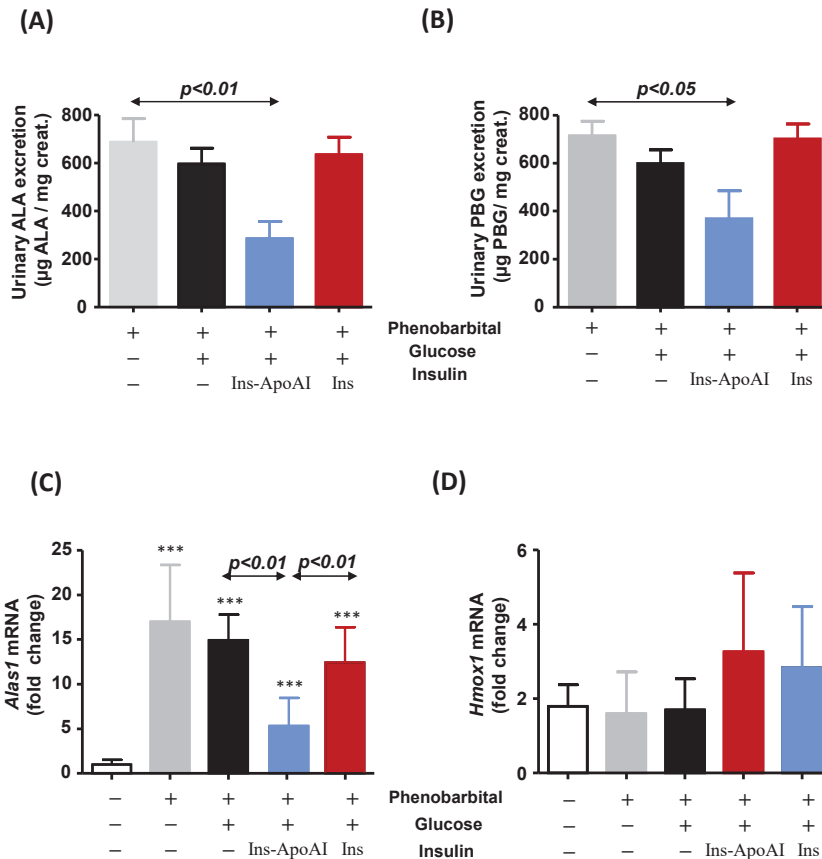 (A)
p<0.01
Urinary ALA excretion
(µg ALA / mg creat.)
800
600
400
200
0
+ + + +
– + + +
– – Ins-ApoAI Ins
(B)
p<0.05
Urinary PBG excretion
(µg PBG/ mg creat.)
800
600
400
200
0
Phenobarbital + + + +
Glucose – + + +
Insulin – – Ins-ApoAI Ins
(C)
p<0.01 p<0.01
*** *** *** ***
Alas1 mRNA
(fold change)
25
20
15
10
5
0
– + + + +
– – + + +
– – – Ins-ApoAI Ins
(D)
Hmox1 mRNA
(fold change)
6
4
2
0
Phenobarbital – + + + +
Glucose – – + + +
Insulin – – – Ins-ApoAI Ins